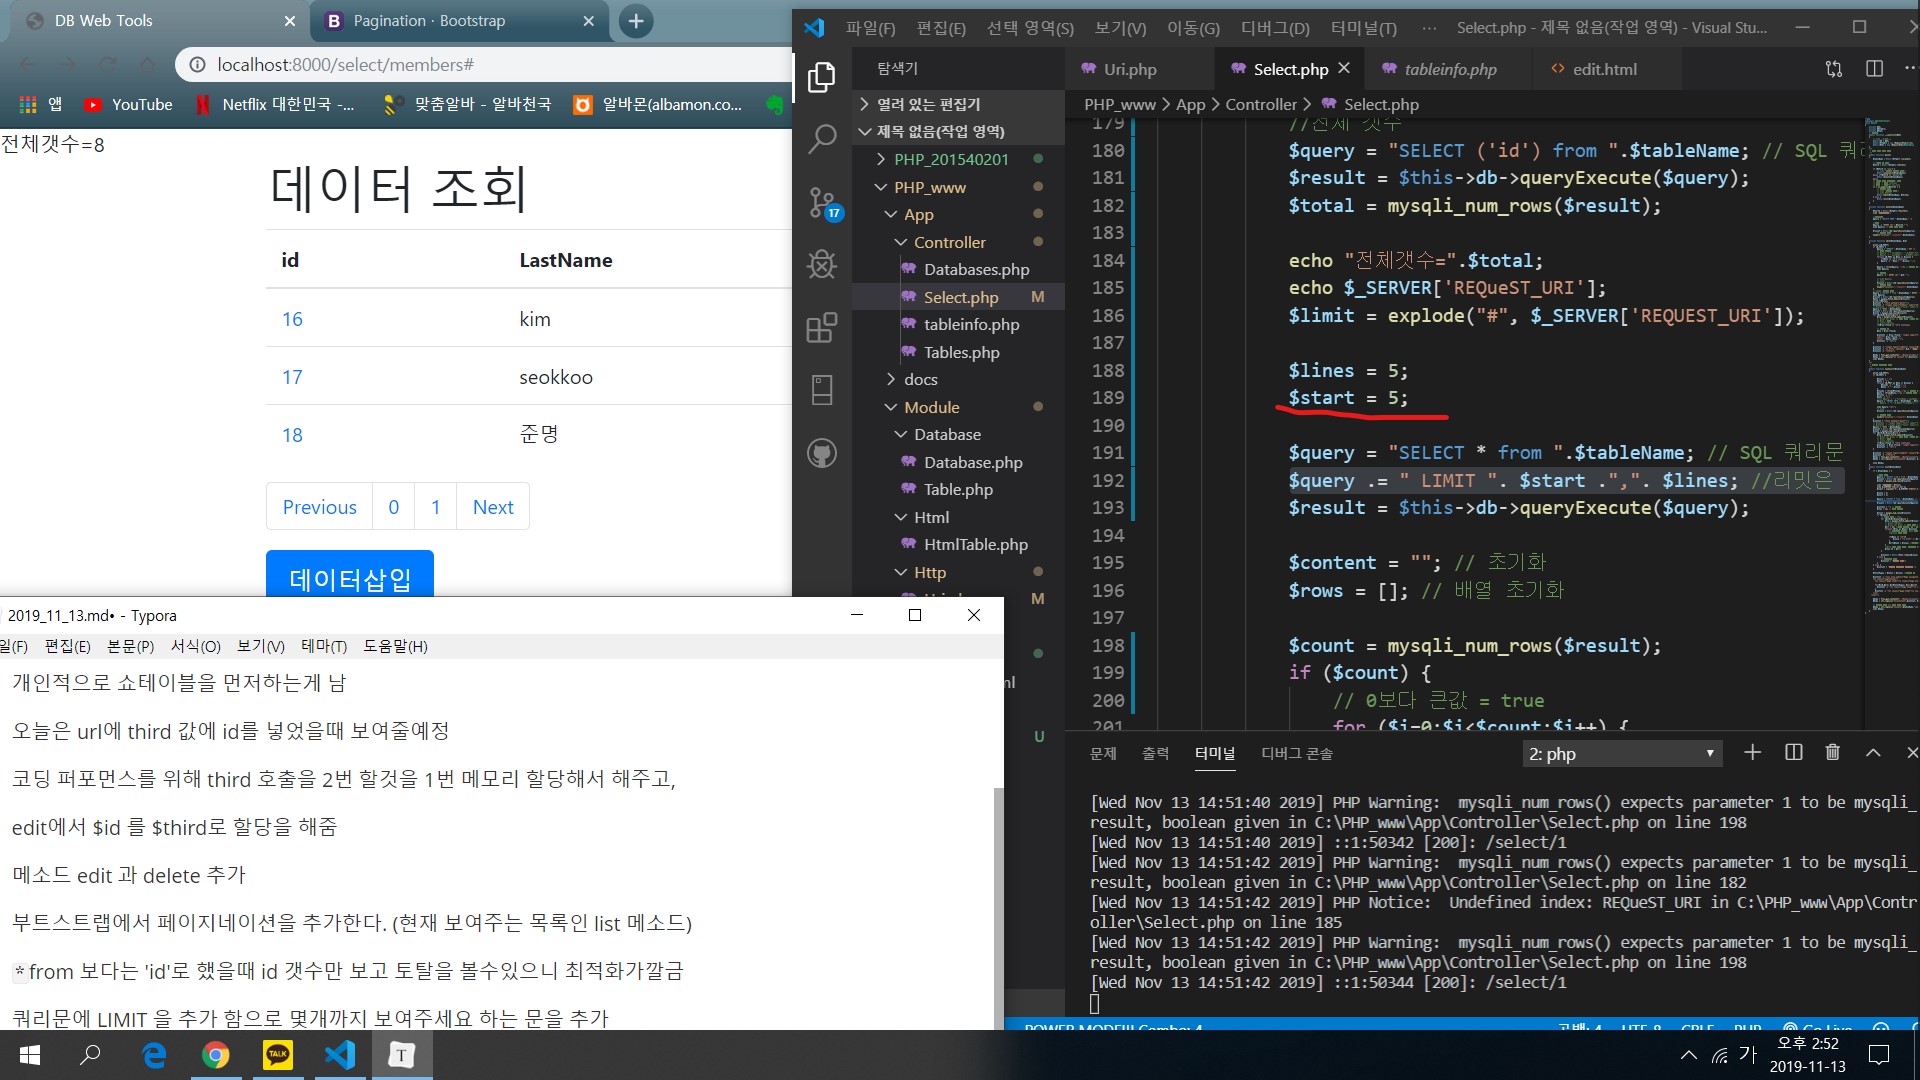 DB Web Tools
Pagination · Bootstrap
localhost:8000/select/members#
앱
YouTube
Netflix 대한민국 -...
맞춤알바 - 알바천국
알바몬(albamon.co...
전체갯수=8
데이터 조회
id LastName
16 kim
17 seokkoo
18 준명
Previous 0 1 Next
데이터삽입
2019_11_13.md• - Typora
일(F) 편집(E) 본문(P) 서식(O) 보기(V) 테마(T) 도움말(H)
개인적으로 쇼테이블을 먼저하는게 남
오늘은 url에 third 값에 id를 넣었을때 보여줄예정
코딩 퍼포먼스를 위해 third 호출을 2번 할것을 1번 메모리 할당해서 해주고,
edit에서 $id 를 $third로 할당을 해줌
메소드 edit 과 delete 추가
부트스트랩에서 페이지네이션을 추가한다. (현재 보여주는 목록인 list 메소드)
*from 보다는 'id'로 했을때 id 갯수만 보고 토탈을 볼수있으니 최적화가깔금
쿼리문에 LIMIT 을 추가 함으로 몇개까지 보여주세요 하는 문을 추가
파일(F) 편집(E) 선택 영역(S) 보기(V) 이동(G) 디버그(D) 터미널(T) ··· Select.php - 제목 없음(작업 영역) - Visual Stu...
17
탐색기
열려 있는 편집기
제목 없음(작업 영역)
PHP_201540201
PHP_www
App
Controller
Databases.php
Select.php M
tableinfo.php
Tables.php
docs
Module
Database
Database.php
Table.php
Html
HtmlTable.php
Http
M
U
Uri.php
Select.php
tableinfo.php
edit.html
PHP_www > App > Controller > Select.php
179 //전체 갯수
180 $query = "SELECT ('id') from ".$tableName; // SQL 쿼리
181 $result = $this->db->queryExecute($query);
182 $total = mysqli_num_rows($result);
183
184 echo "전체갯수=".$total;
185 echo $_SERVER['REQueST_URI'];
186 $limit = explode("#", $_SERVER['REQUEST_URI']);
187
188 $lines = 5;
189 $start = 5;
190
191 $query = "SELECT * from ".$tableName; // SQL 쿼리문
192 $query .= " LIMIT ". $start .",". $lines; //리밋은
193 $result = $this->db->queryExecute($query);
194
195 $content = ""; // 초기화
196 $rows = []; // 배열 초기화
197
198 $count = mysqli_num_rows($result);
199 if ($count) {
200 // 0보다 큰값 = true
201 for ($i=0;$i<$count;$i++) {
문제 출력 터미널 디버그 콘솔 2: php
[Wed Nov 13 14:51:40 2019] PHP Warning:  mysqli_num_rows() expects parameter 1 to be mysqli_
result, boolean given in C:\PHP_www\App\Controller\Select.php on line 198
[Wed Nov 13 14:51:40 2019] ::1:50342 [200]: /select/1
[Wed Nov 13 14:51:42 2019] PHP Warning:  mysqli_num_rows() expects parameter 1 to be mysqli_
result, boolean given in C:\PHP_www\App\Controller\Select.php on line 182
[Wed Nov 13 14:51:42 2019] PHP Notice:  Undefined index: REQueST_URI in C:\PHP_www\App\Contr
oller\Select.php on line 185
[Wed Nov 13 14:51:42 2019] PHP Warning:  mysqli_num_rows() expects parameter 1 to be mysqli_
result, boolean given in C:\PHP_www\App\Controller\Select.php on line 198
[Wed Nov 13 14:51:42 2019] ::1:50344 [200]: /select/1
TALK
T
가
오후 2:52
2019-11-13